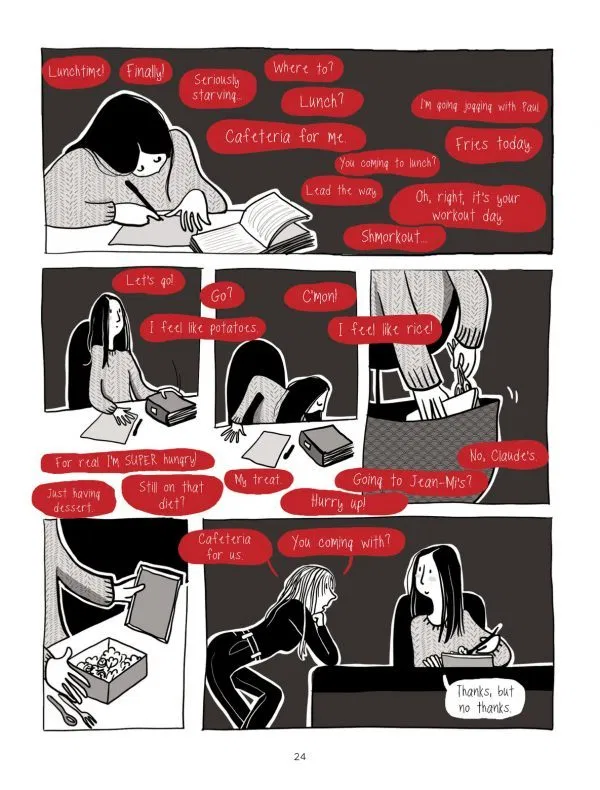 Lunchtime!
Finally!
Seriously
starving...
Where to?
Lunch?
I'm going jogging with Paul.
Cafeteria for me.
Fries today.
You coming to lunch?
Lead the way.
Oh, right, it's your
workout day.
Shmorkout...
Let's go!
Go?
C'mon!
I feel like potatoes.
I feel like rice!
For real I'm SUPER hungry!
No, Claude's.
Just having
dessert.
Still on that
diet?
My treat.
Going to Jean-Mi's?
Hurry up!
Cafeteria
for us.
You coming with?
Thanks, but
no thanks.
24